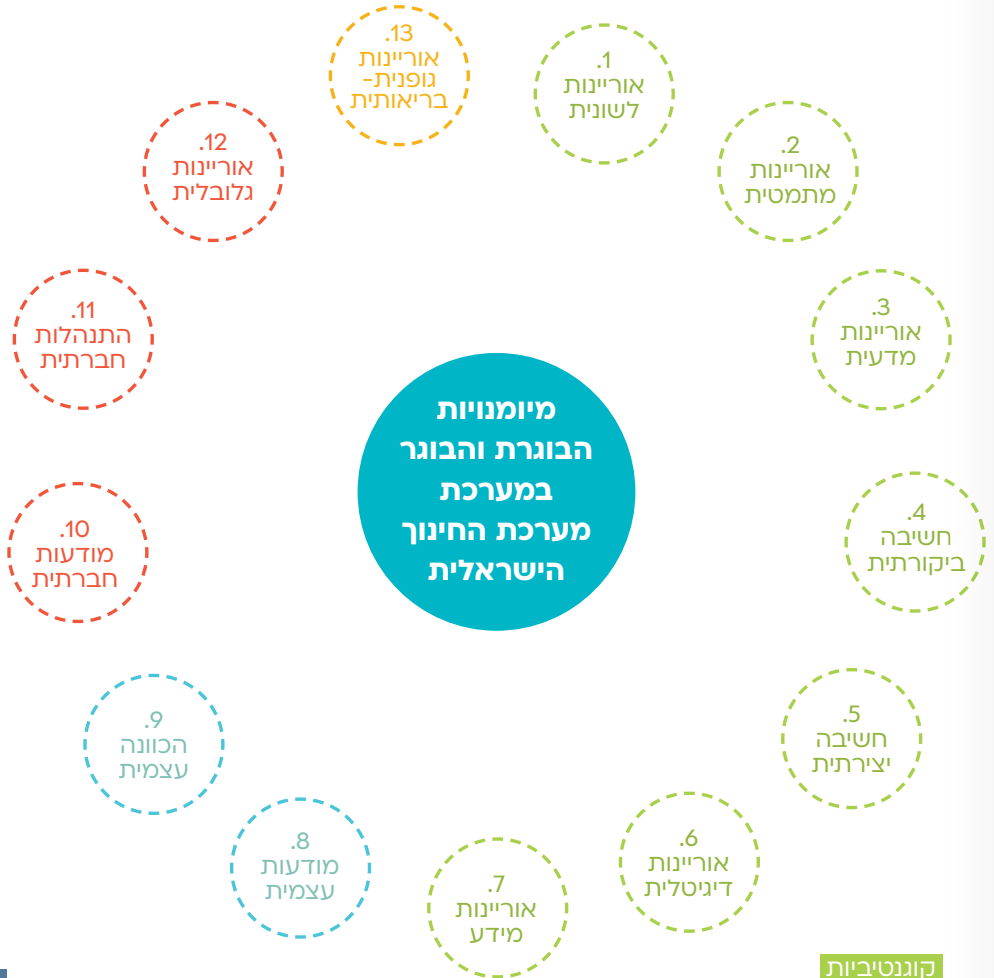 מיומנויות
הבוגרת והבוגר
במערכת
מערכת החינוך
הישראלית
1.
אוריינות
לשונית
2.
אוריינות
מתמטית
3.
אוריינות
מדעית
4.
חשיבה
ביקורתית
5.
חשיבה
יצירתית
6.
אוריינות
דיגיטלית
7.
אוריינות
מידע
8.
מודעות
עצמית
9.
הכוונה
עצמית
10.
מודעות
חברתית
11.
התנהלות
חברתית
12.
אוריינות
גלובלית
13.
אוריינות
גופנית-
בריאותית
קוגנטיביות